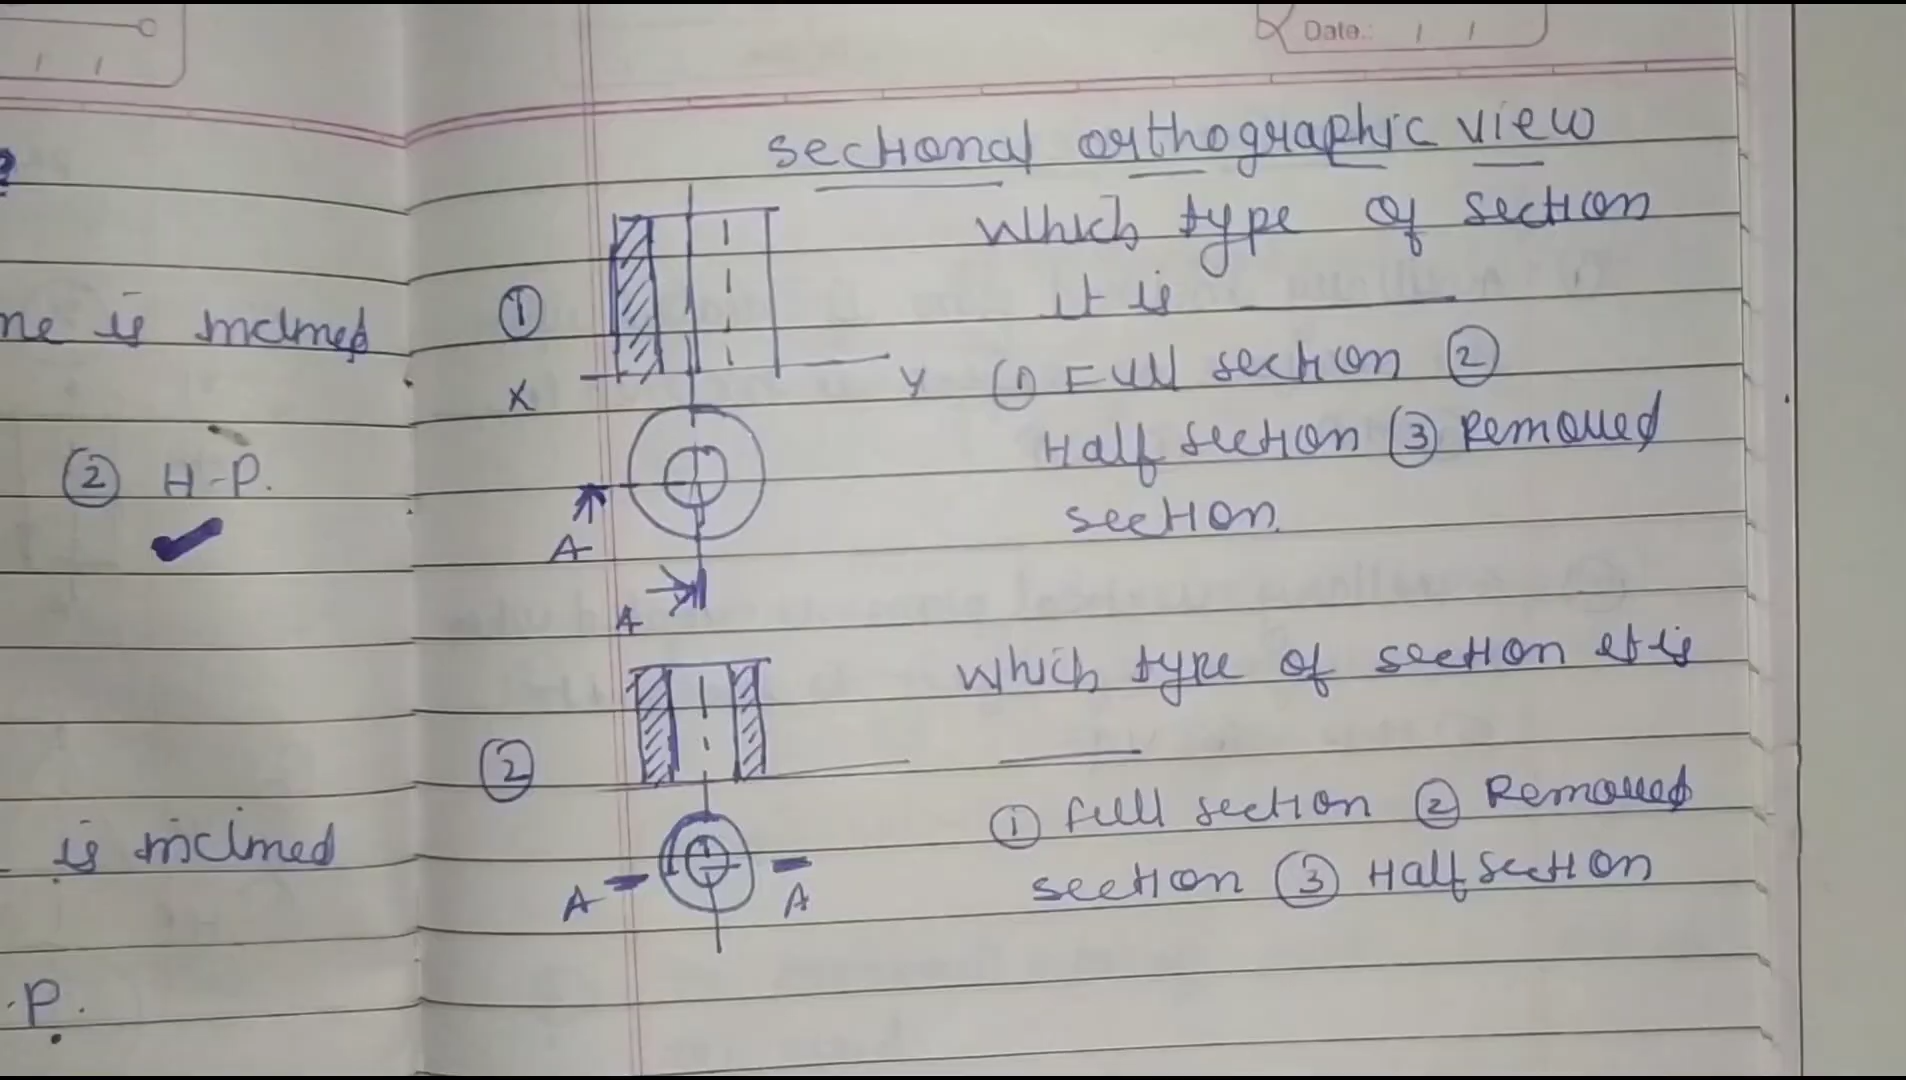 Date.: / /
sectional orthographic view
which type of section
it is
①
X
Y
① Full section ②
Half section ③ Removed
section
A
A
ne is inclined
② H.P.
which type of section it is
②
① full section ② Removed
section ③ Half section
A
A
is inclined
.P.